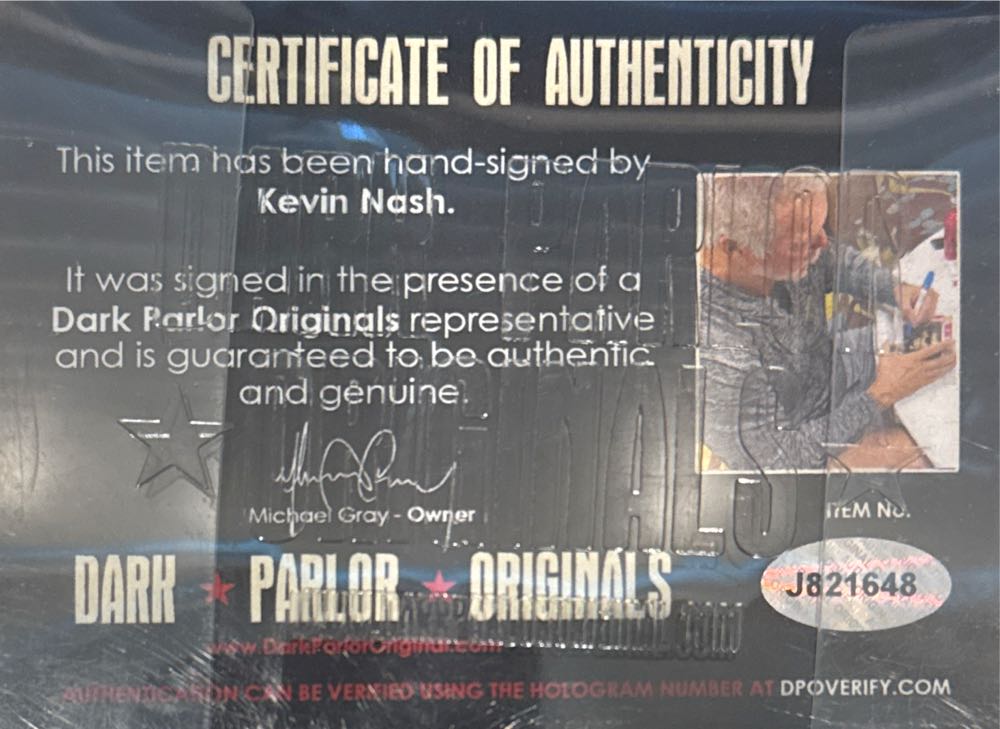 CERTIFICATE OF AUTHENTICITY
This item has been hand-signed by
Kevin Nash.
It was signed in the presence of a
Dark Parlor Originals representative
and is guaranteed to be authentic
and genuine.
Michael Gray - Owner
ITEM NO.
J821648
DARK ★ PARLOR ★ ORIGINALS
www.DarkParlorOriginal.com
AUTHENTICATION CAN BE VERIFIED USING THE HOLOGRAM NUMBER AT DPOVERIFY.COM